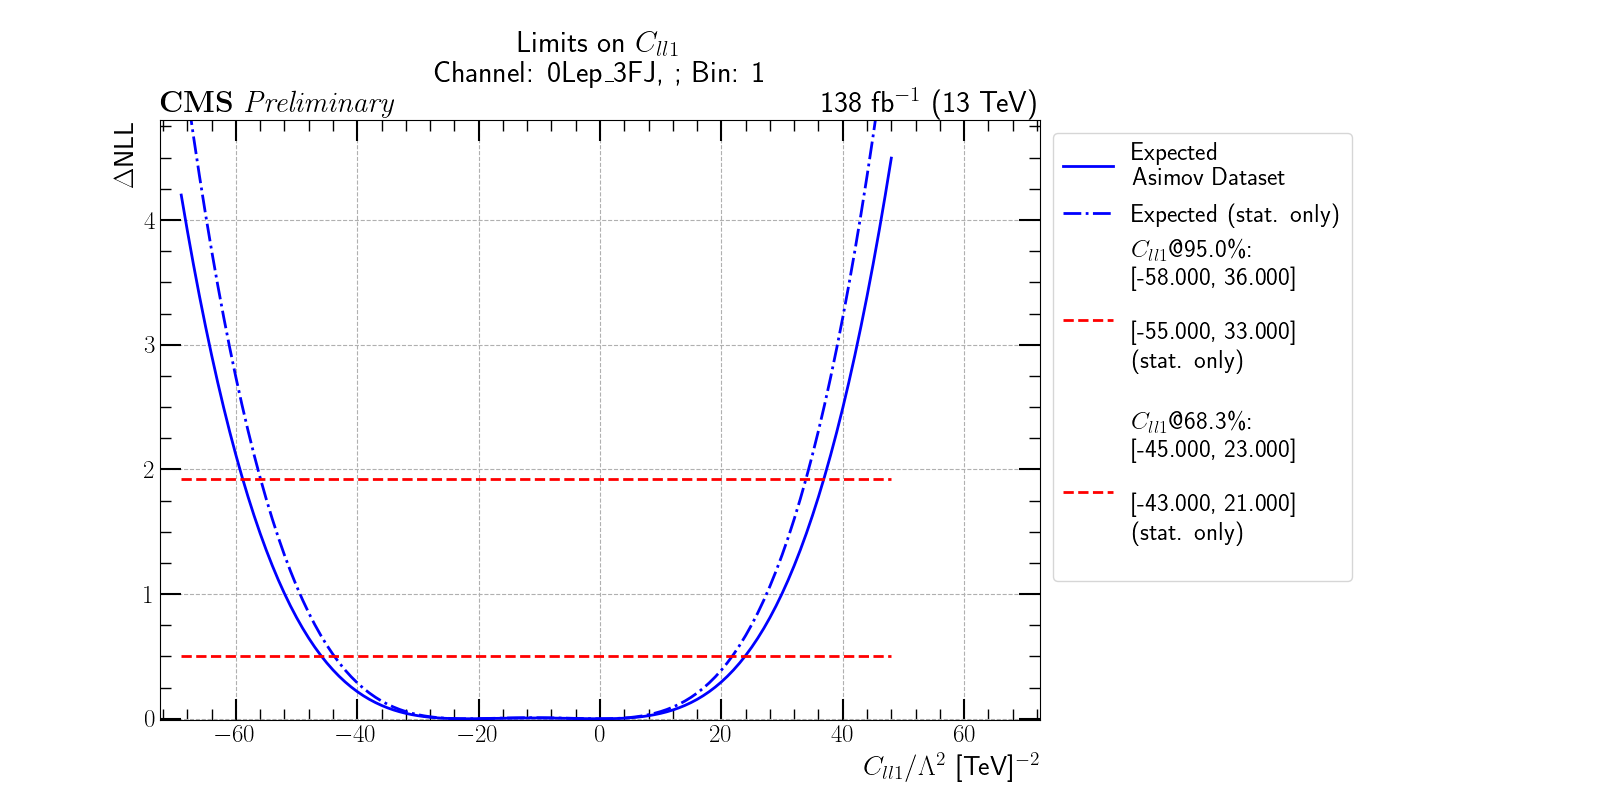 Limits on C_{ll1}
Channel: 0Lep_3FJ, ; Bin: 1
CMS Preliminary
138 fb^{-1} (13 TeV)
ΔNLL
4
3
2
1
0
−60
−40
−20
0
20
40
60
C_{ll1}/Λ^2 [TeV]^{-2}
Expected
Asimov Dataset
Expected (stat. only)
C_{ll1}@95.0%:
[-58.000, 36.000]
[-55.000, 33.000]
(stat. only)
C_{ll1}@68.3%:
[-45.000, 23.000]
[-43.000, 21.000]
(stat. only)